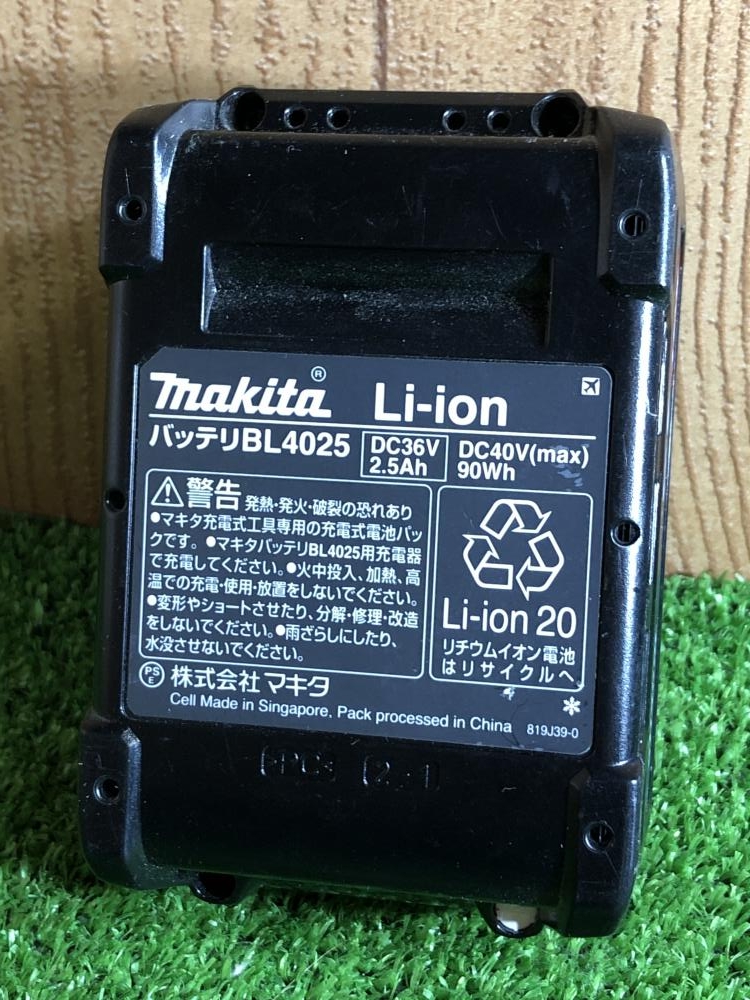 makita® Li-ion
バッテリBL4025 DC36V 2.5Ah DC40V(max) 90Wh
警告 発熱・発火・破裂の恐れあり
●マキタ充電式工具専用の充電式電池パッ
クです。●マキタバッテリBL4025用充電器
で充電してください。●火中投入、加熱、高
温での充電・使用・放置をしないでください。
●変形やショートさせたり、分解・修理・改造
をしないでください。●雨ざらしにしたり、
水没させないでください。
Li-ion 20
リチウムイオン電池
はリサイクルへ
PS E 株式会社マキタ
Cell Made in Singapore, Pack processed in China 819J39-0